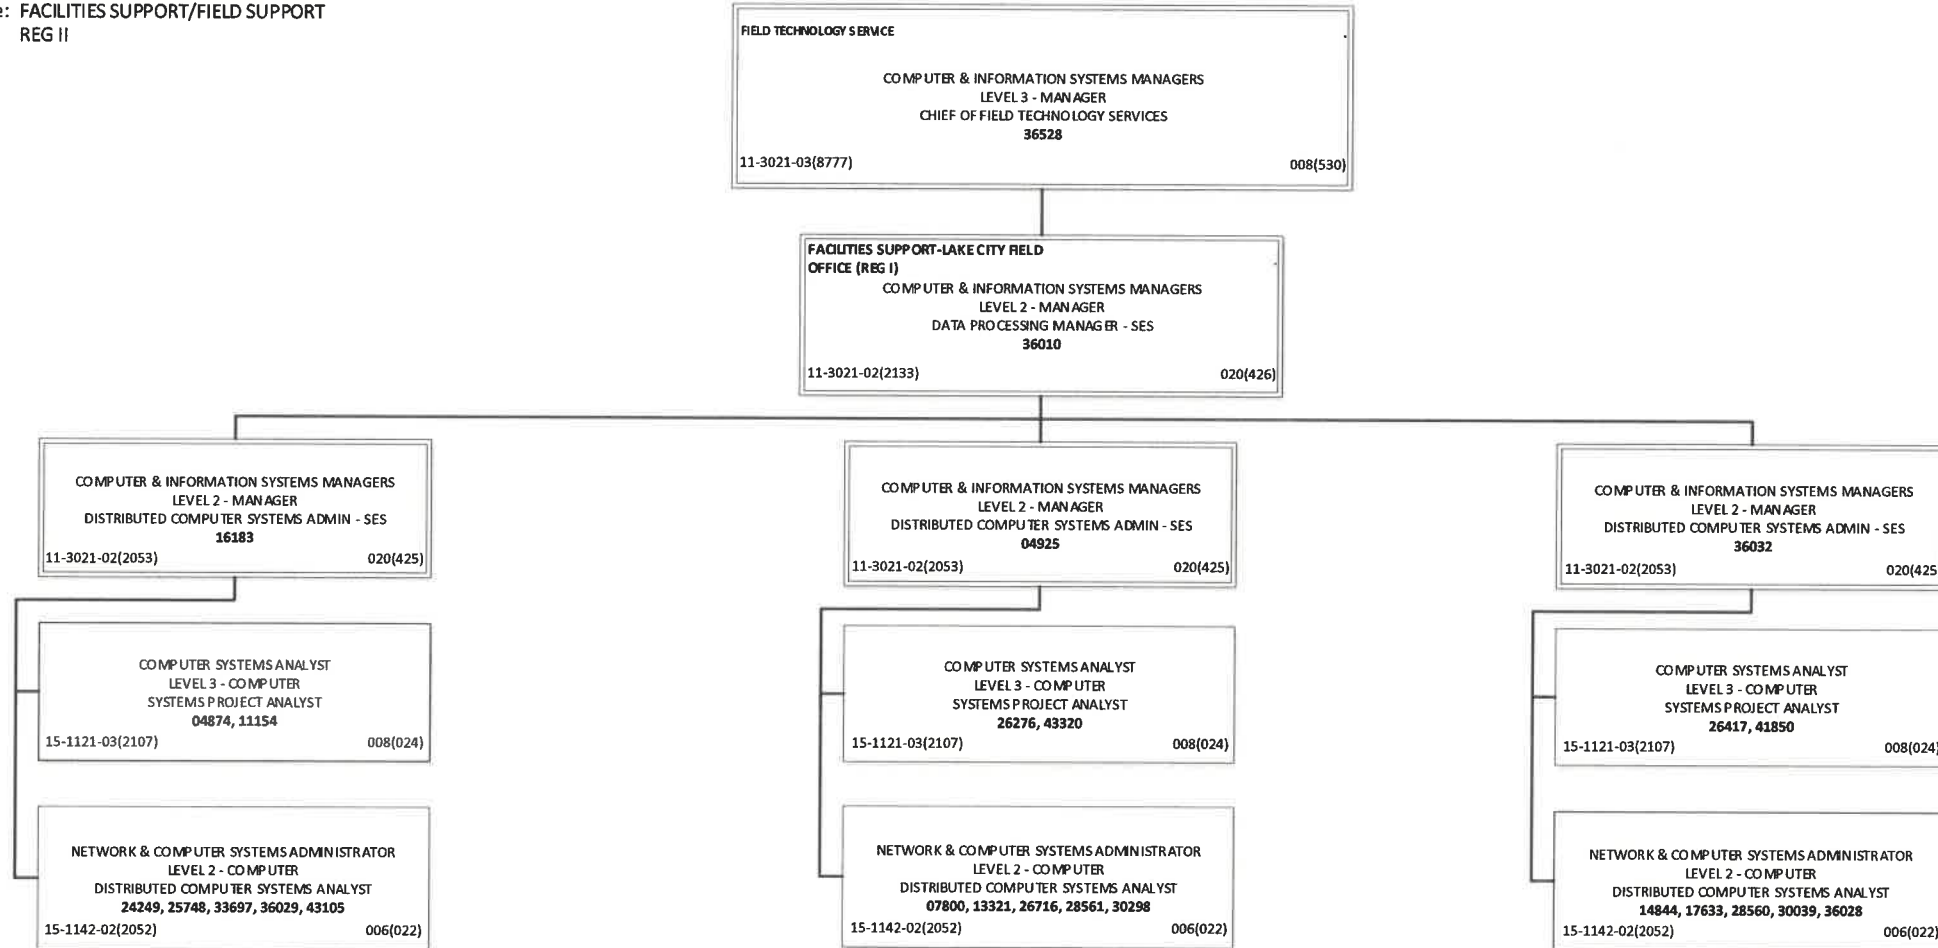 e: FACILITIES SUPPORT/FIELD SUPPORT
REG II
FIELD TECHNOLOGY SERVICE
COMPUTER & INFORMATION SYSTEMS MANAGERS
LEVEL 3 - MANAGER
CHIEF OF FIELD TECHNOLOGY SERVICES
36528
11-3021-03(8777) 008(530)
FACILITIES SUPPORT-LAKE CITY FIELD
OFFICE (REG I)
COMPUTER & INFORMATION SYSTEMS MANAGERS
LEVEL 2 - MANAGER
DATA PROCESSING MANAGER - SES
36010
11-3021-02(2133) 020(426)
COMPUTER & INFORMATION SYSTEMS MANAGERS
LEVEL 2 - MANAGER
DISTRIBUTED COMPUTER SYSTEMS ADMIN - SES
16183
11-3021-02(2053) 020(425)
COMPUTER SYSTEMS ANALYST
LEVEL 3 - COMPUTER
SYSTEMS PROJECT ANALYST
04874, 11154
15-1121-03(2107) 008(024)
NETWORK & COMPUTER SYSTEMS ADMINISTRATOR
LEVEL 2 - COMPUTER
DISTRIBUTED COMPUTER SYSTEMS ANALYST
24249, 25748, 33697, 36029, 43105
15-1142-02(2052) 006(022)
COMPUTER & INFORMATION SYSTEMS MANAGERS
LEVEL 2 - MANAGER
DISTRIBUTED COMPUTER SYSTEMS ADMIN - SES
04925
11-3021-02(2053) 020(425)
COMPUTER SYSTEMS ANALYST
LEVEL 3 - COMPUTER
SYSTEMS PROJECT ANALYST
26276, 43320
15-1121-03(2107) 008(024)
NETWORK & COMPUTER SYSTEMS ADMINISTRATOR
LEVEL 2 - COMPUTER
DISTRIBUTED COMPUTER SYSTEMS ANALYST
07800, 13321, 26716, 28561, 30298
15-1142-02(2052) 006(022)
COMPUTER & INFORMATION SYSTEMS MANAGERS
LEVEL 2 - MANAGER
DISTRIBUTED COMPUTER SYSTEMS ADMIN - SES
36032
11-3021-02(2053) 020(425
COMPUTER SYSTEMS ANALYST
LEVEL 3 - COMPUTER
SYSTEMS PROJECT ANALYST
26417, 41850
15-1121-03(2107) 008(024)
NETWORK & COMPUTER SYSTEMS ADMINISTRATOR
LEVEL 2 - COMPUTER
DISTRIBUTED COMPUTER SYSTEMS ANALYST
14844, 17633, 28560, 30039, 36028
15-1142-02(2052) 006(022)